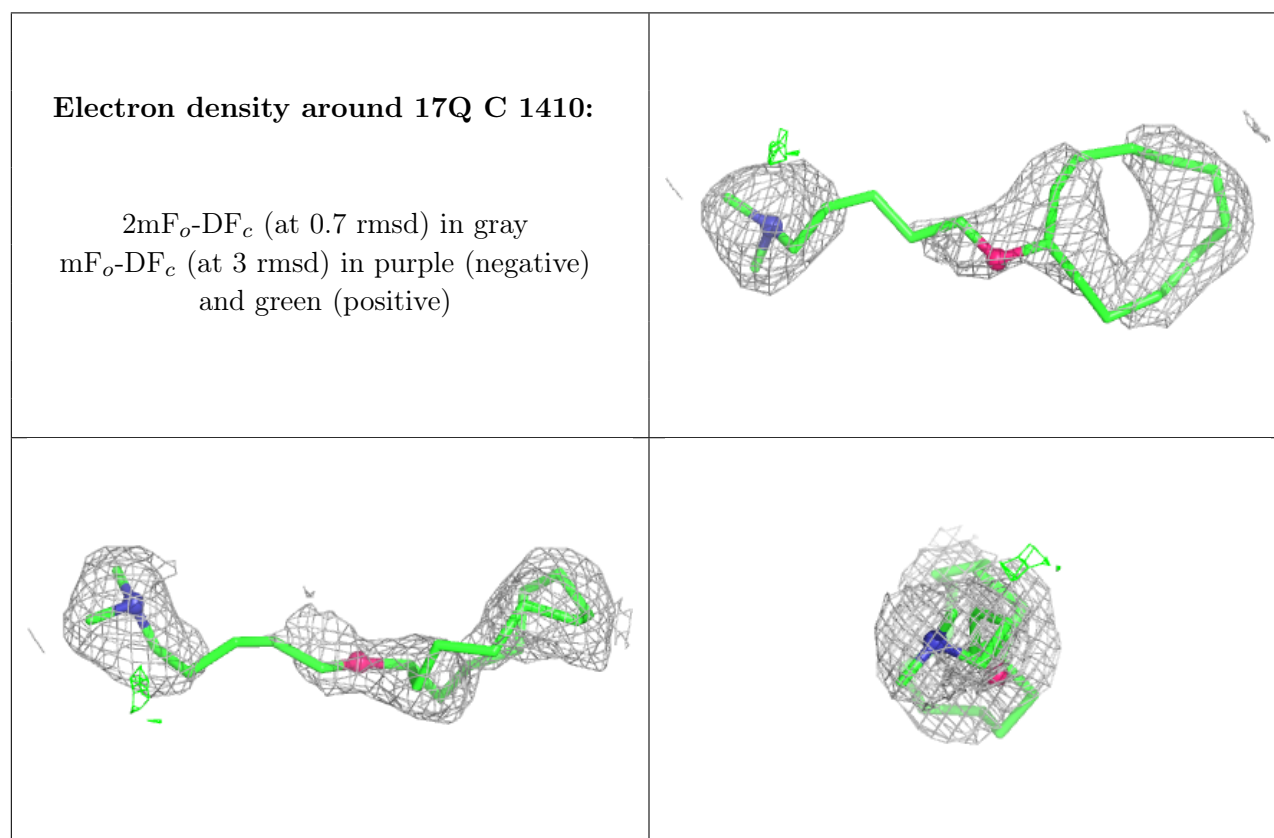 Electron density around 17Q C 1410:
2mFo-DFc (at 0.7 rmsd) in gray
mFo-DFc (at 3 rmsd) in purple (negative)
and green (positive)